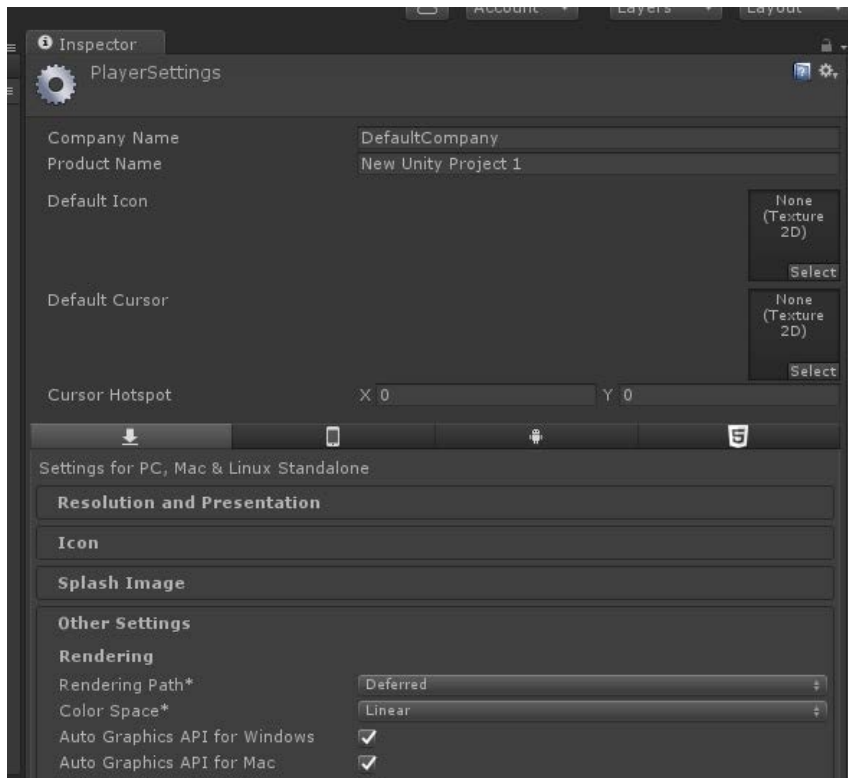 Account Layers Layout
Inspector
PlayerSettings
Company Name DefaultCompany
Product Name New Unity Project 1
Default Icon
None
(Texture
2D)
Select
Default Cursor
None
(Texture
2D)
Select
Cursor Hotspot X 0 Y 0
Settings for PC, Mac & Linux Standalone
Resolution and Presentation
Icon
Splash Image
Other Settings
Rendering
Rendering Path* Deferred
Color Space* Linear
Auto Graphics API for Windows
Auto Graphics API for Mac